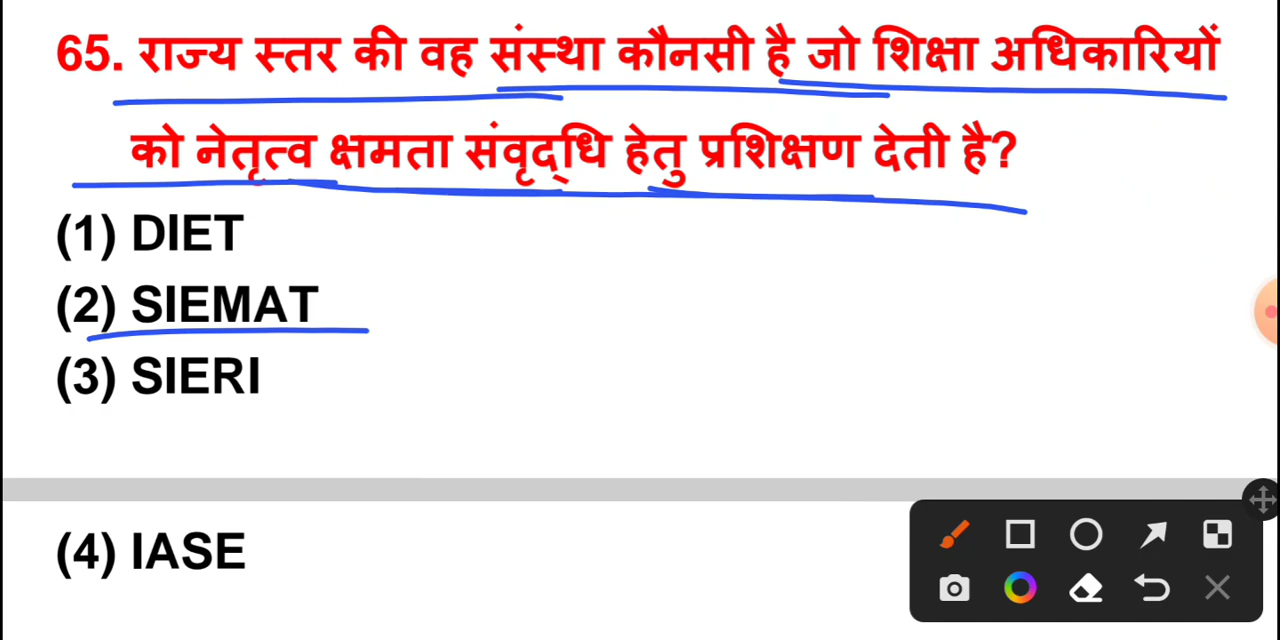 65. राज्य स्तर की वह संस्था कौनसी है जो शिक्षा अधिकारियों
को नेतृत्व क्षमता संवृद्धि हेतु प्रशिक्षण देती है?
(1) DIET
(2) SIEMAT
(3) SIERI
(4) IASE